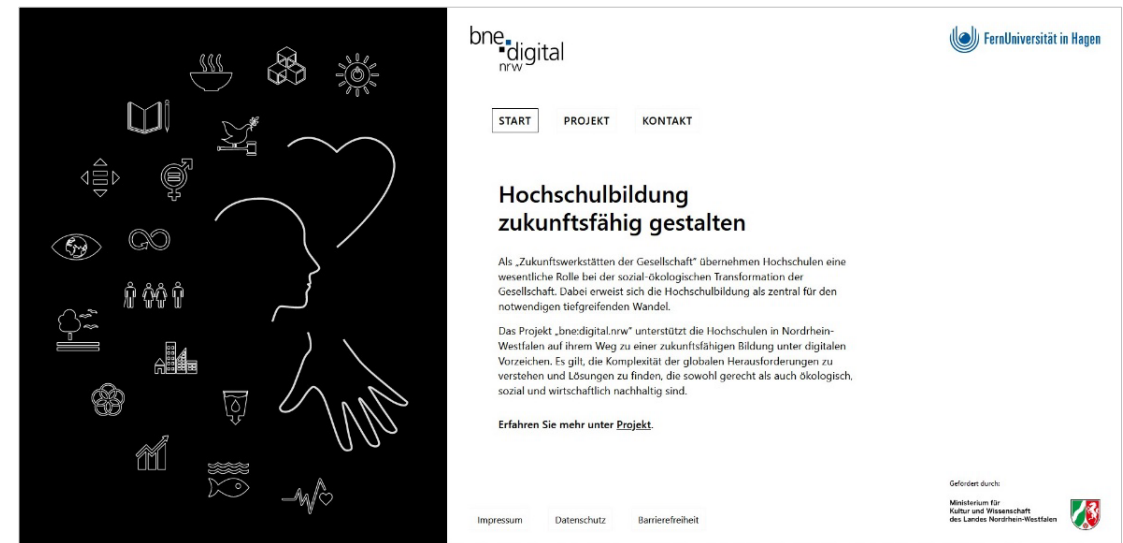 bne:digital
nrw
FernUniversität in Hagen
START PROJEKT KONTAKT
Hochschulbildung
zukunftsfähig gestalten
Als „Zukunftswerkstätten der Gesellschaft" übernehmen Hochschulen eine
wesentliche Rolle bei der sozial-ökologischen Transformation der
Gesellschaft. Dabei erweist sich die Hochschulbildung als zentral für den
notwendigen tiefgreifenden Wandel.
Das Projekt „bne:digital.nrw" unterstützt die Hochschulen in Nordrhein-
Westfalen auf ihrem Weg zu einer zukunftsfähigen Bildung unter digitalen
Vorzeichen. Es gilt, die Komplexität der globalen Herausforderungen zu
verstehen und Lösungen zu finden, die sowohl gerecht als auch ökologisch,
sozial und wirtschaftlich nachhaltig sind.
Erfahren Sie mehr unter Projekt.
Gefördert durch:
Ministerium für
Kultur und Wissenschaft
des Landes Nordrhein-Westfalen
Impressum Datenschutz Barrierefreiheit